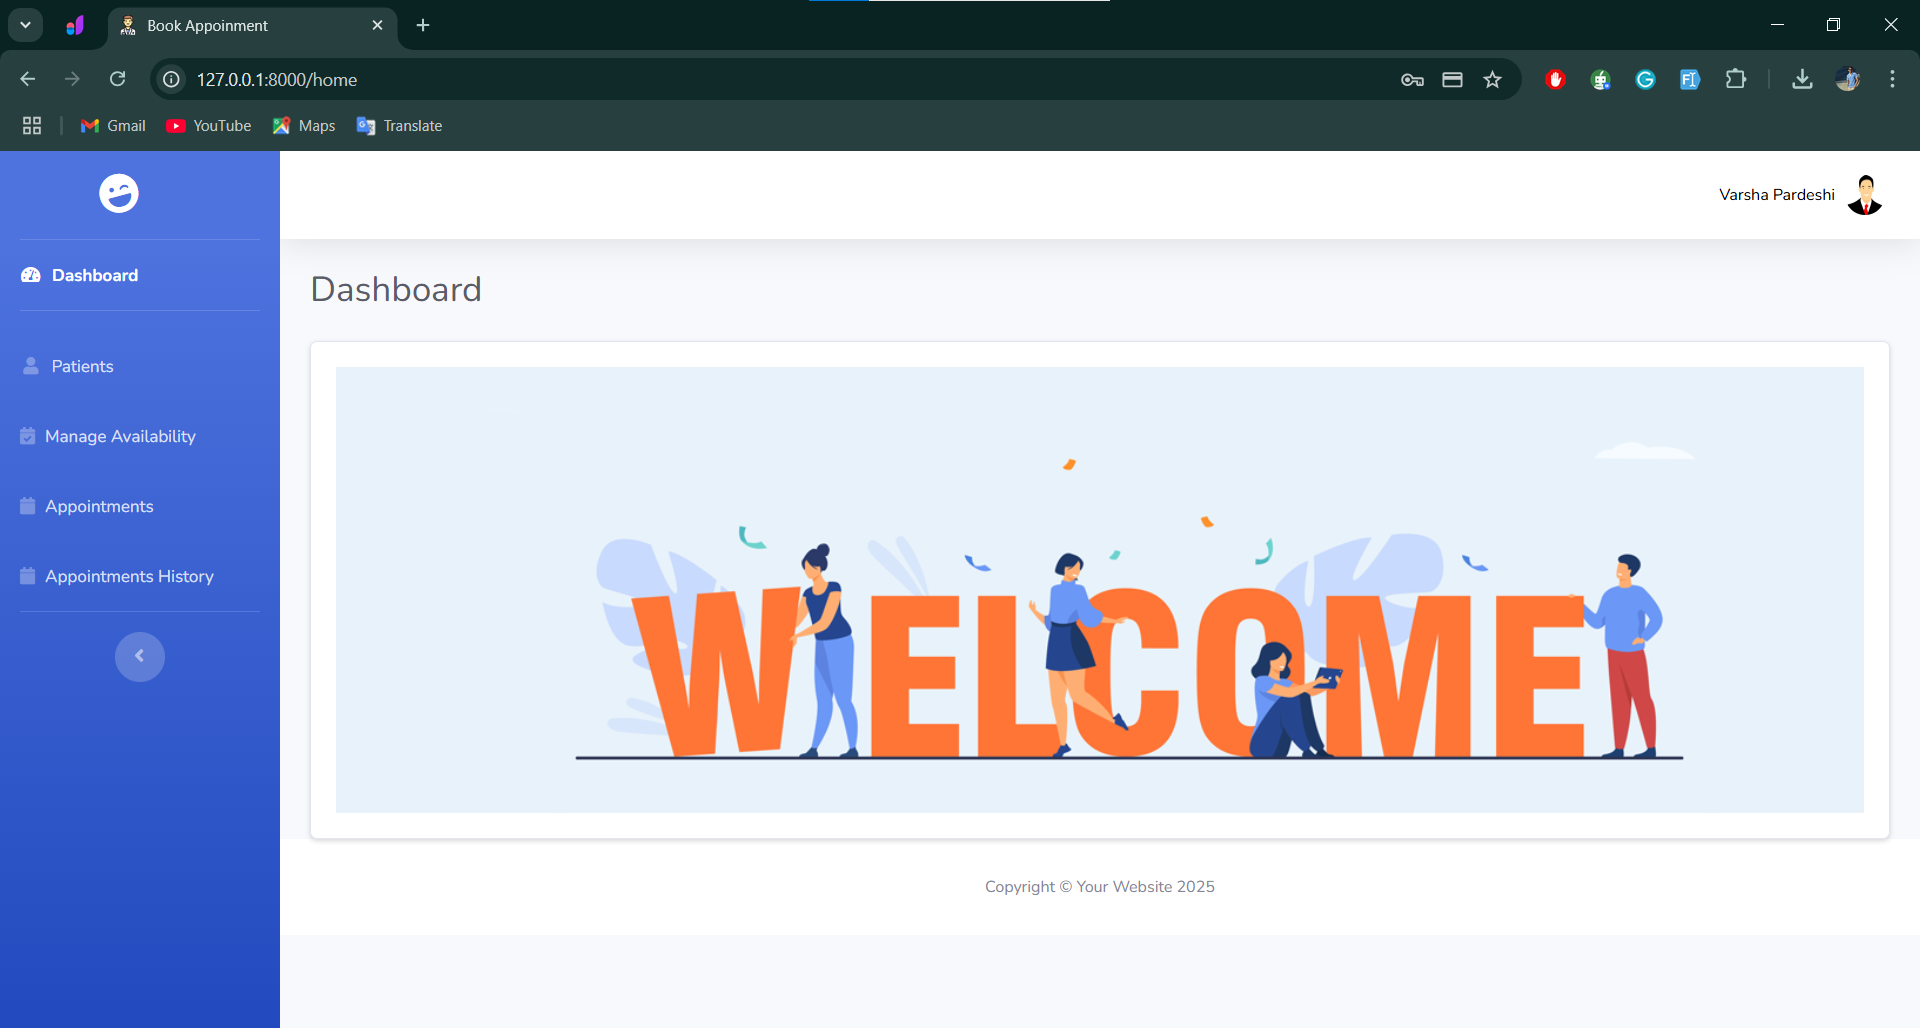 Book Appoinment
127.0.0.1:8000/home
Gmail
YouTube
Maps
Translate
Varsha Pardeshi
Dashboard
Dashboard
Patients
Manage Availability
Appointments
Appointments History
WELCOME
Copyright © Your Website 2025